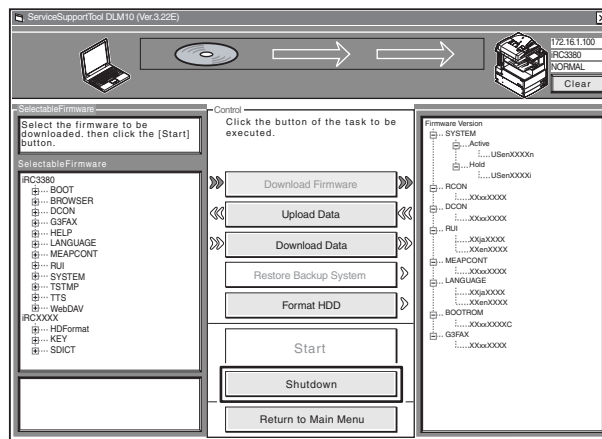 ServiceSupportTool DLM10 (Ver.3.22E)
172.16.1.100
iRC3380
NORMAL
Clear
SelectableFirmware
Select the firmware to be
downloaded. then click the [Start]
button.
SelectableFirmware
iRC3380
BOOT
BROWSER
DCON
G3FAX
HELP
LANGUAGE
MEAPCONT
RUI
SYSTEM
TSTMP
TTS
WebDAV
iRCXXXX
HDFormat
KEY
SDICT
Control
Click the button of the task to be
executed.
Download Firmware
Upload Data
Download Data
Restore Backup System
Format HDD
Start
Shutdown
Return to Main Menu
Firmware Version
SYSTEM
Active
USenXXXXn
Hold
USenXXXXi
RCON
XXxxXXXX
DCON
XXxxXXXX
RUI
XXjaXXXX
XXenXXXX
MEAPCONT
XXxxXXXX
LANGUAGE
XXjaXXXX
XXenXXXX
BOOTROM
XXxxXXXXC
G3FAX
XXxxXXXX